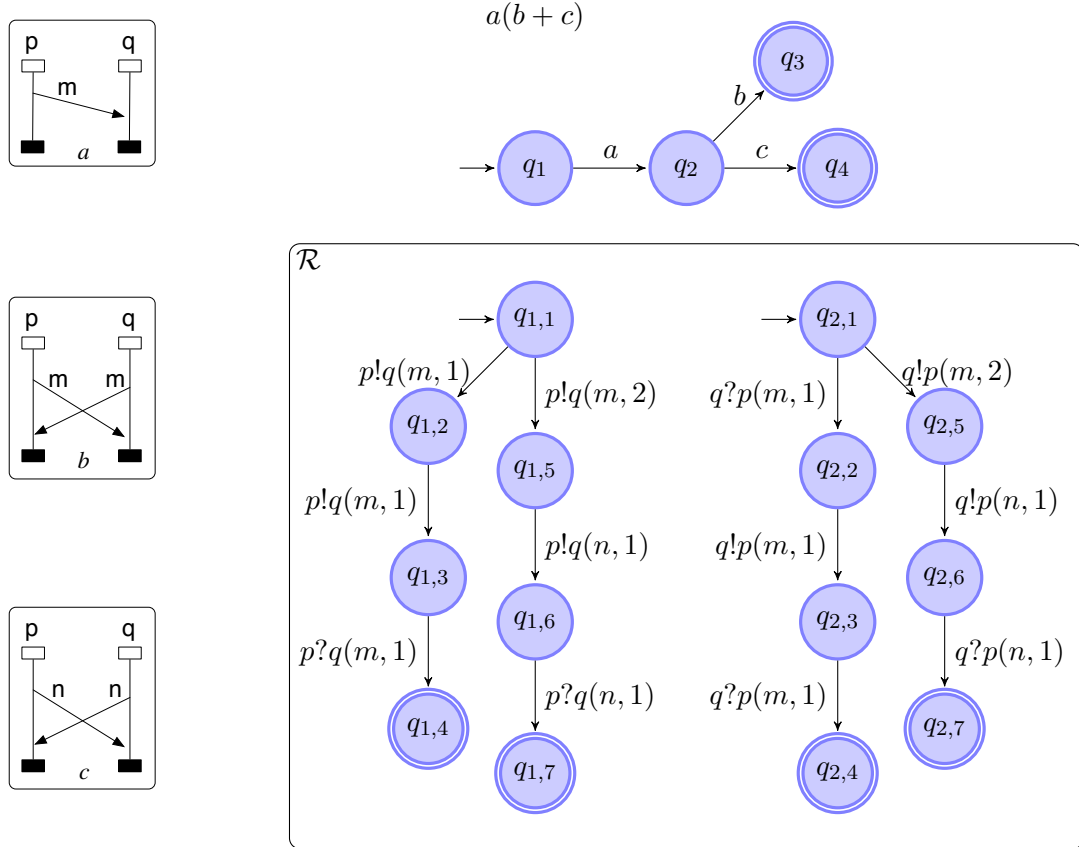 p q
m
a
p q
m m
b
p q
n n
c
a(b + c)
q3
b
q1 a q2 c q4
R
q1,1
p!q(m, 1) p!q(m, 2)
q1,2
q1,5
p!q(m, 1) p!q(n, 1)
q1,3
q1,6
p?q(m, 1) p?q(n, 1)
q1,4
q1,7
q2,1
q?p(m, 1) q!p(m, 2)
q2,5
q2,2
q!p(m, 1) q!p(n, 1)
q2,6
q2,3
q?p(m, 1) q?p(n, 1)
q2,7
q2,4